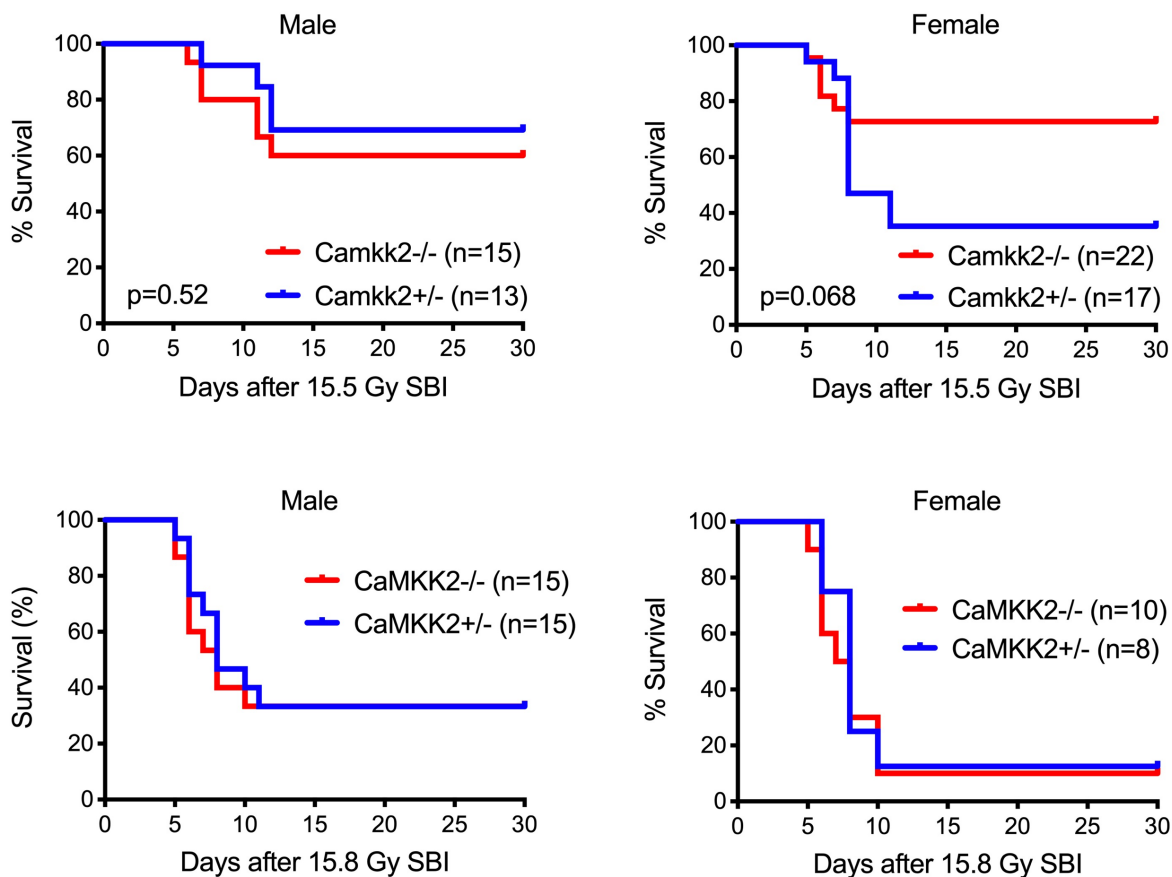 Male
100
80
60
40
20
0
% Survival
Camkk2-/- (n=15)
Camkk2+/- (n=13)
p=0.52
0 5 10 15 20 25 30
Days after 15.5 Gy SBI
Female
100
80
60
40
20
0
% Survival
Camkk2-/- (n=22)
Camkk2+/- (n=17)
p=0.068
0 5 10 15 20 25 30
Days after 15.5 Gy SBI
Male
100
80
60
40
20
0
Survival (%)
CaMKK2-/- (n=15)
CaMKK2+/- (n=15)
0 5 10 15 20 25 30
Days after 15.8 Gy SBI
Female
100
80
60
40
20
0
% Survival
CaMKK2-/- (n=10)
CaMKK2+/- (n=8)
0 5 10 15 20 25 30
Days after 15.8 Gy SBI